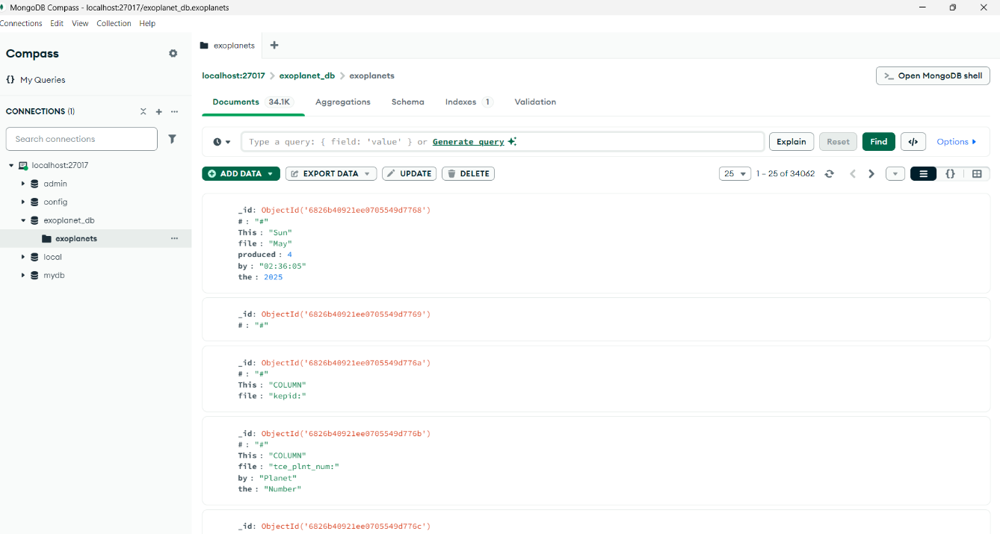 MongoDB Compass - localhost:27017/exoplanet_db.exoplanets
Connections Edit View Collection Help
Compass
{} My Queries
CONNECTIONS (1)
Search connections
localhost:27017
admin
config
exoplanet_db
exoplanets
local
mydb
exoplanets
localhost:27017 > exoplanet_db > exoplanets
>_ Open MongoDB shell
Documents 34.1K Aggregations Schema Indexes 1 Validation
Type a query: { field: 'value' } or Generate query
Explain Reset Find </> Options
ADD DATA EXPORT DATA UPDATE DELETE
25 1 – 25 of 34062 {}
_id: ObjectId('6826b40921ee0705549d7768')
# : "#"
This : "Sun"
file : "May"
produced : 4
by : "02:36:05"
the : 2025
_id: ObjectId('6826b40921ee0705549d7769')
# : "#"
_id: ObjectId('6826b40921ee0705549d776a')
# : "#"
This : "COLUMN"
file : "kepid:"
_id: ObjectId('6826b40921ee0705549d776b')
# : "#"
This : "COLUMN"
file : "tce_plnt_num:"
by : "Planet"
the : "Number"
_id: ObjectId('6826b40921ee0705549d776c')